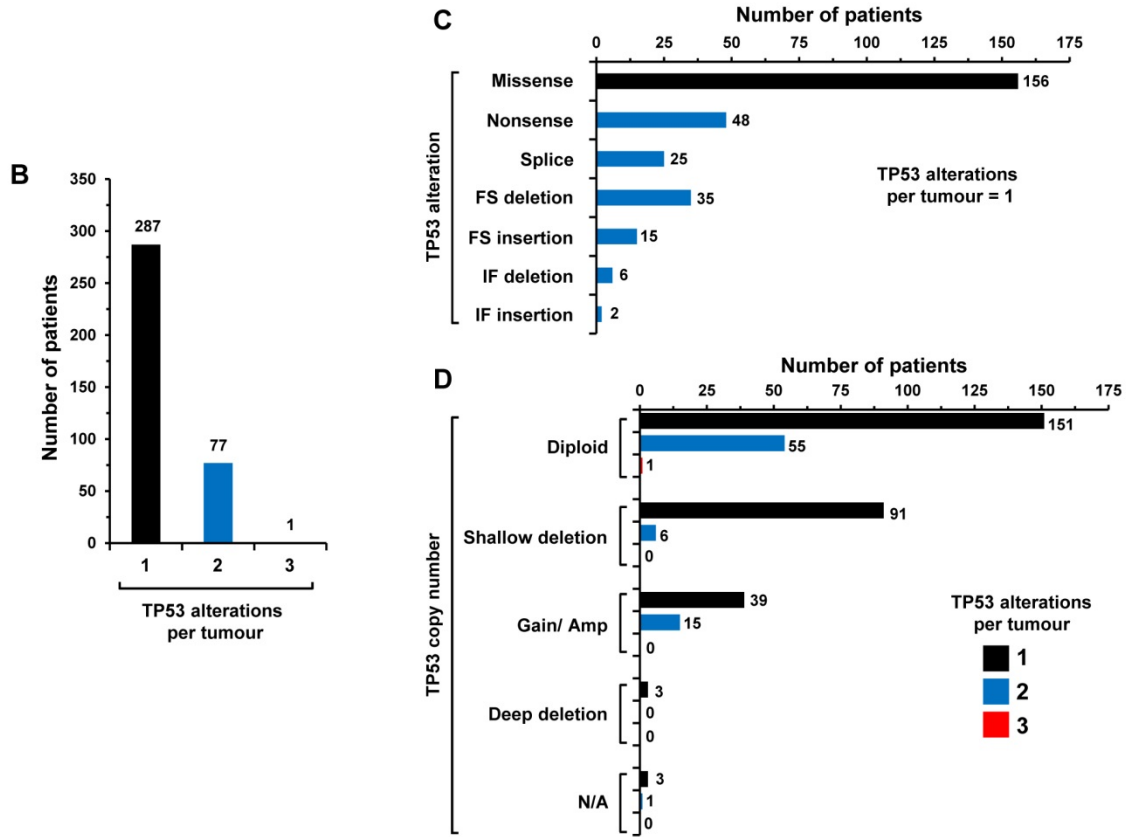 B
Number of patients
350
300
250
200
150
100
50
0
287
77
1
1
2
3
TP53 alterations
per tumour
C
Number of patients
0
25
50
75
100
125
150
175
TP53 alteration
Missense
156
Nonsense
48
Splice
25
FS deletion
35
FS insertion
15
IF deletion
6
IF insertion
2
TP53 alterations
per tumour = 1
D
Number of patients
0
25
50
75
100
125
150
175
TP53 copy number
Diploid
151
55
1
Shallow deletion
91
6
0
Gain/ Amp
39
15
0
Deep deletion
3
0
0
N/A
3
1
0
TP53 alterations
per tumour
1
2
3